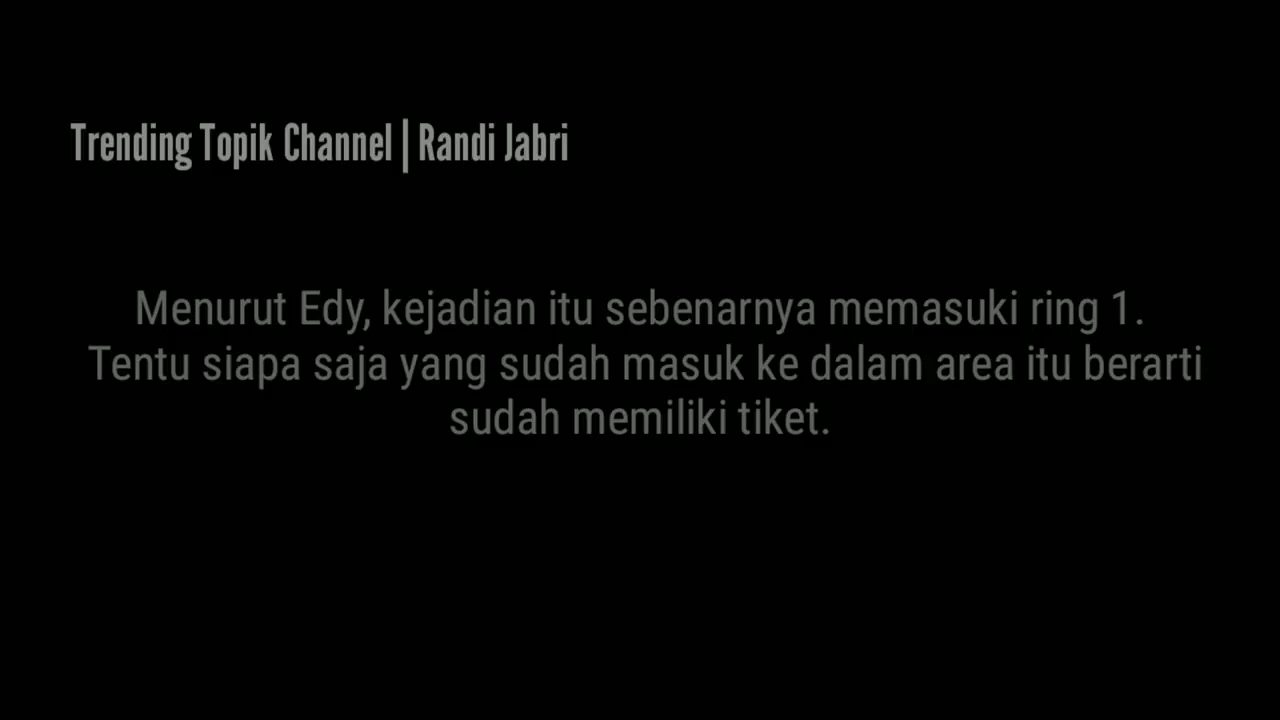 Trending Topik Channel | Randi Jabri
Menurut Edy, kejadian itu sebenarnya memasuki ring 1.
Tentu siapa saja yang sudah masuk ke dalam area itu berarti
sudah memiliki tiket.